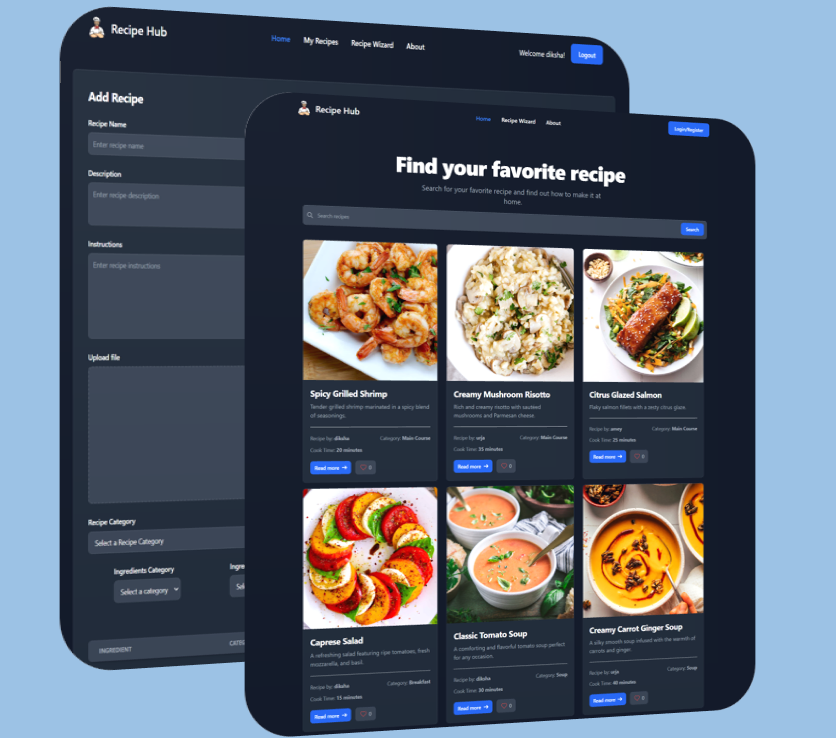 Recipe Hub
Home My Recipes Recipe Wizard About
Welcome diksha! Logout
Add Recipe
Recipe Name
Enter recipe name
Description
Enter recipe description
Instructions
Enter recipe instructions
Upload file
Recipe Category
Select a Recipe Category
Ingredients Category Ingre
Select a category Sel
INGREDIENT CATEG
Recipe Hub
Home Recipe Wizard About
Login/Register
Find your favorite recipe
Search for your favorite recipe and find out how to make it at
home.
Search recipes Search
Spicy Grilled Shrimp
Tender grilled shrimp marinated in a spicy blend
of seasonings.
Recipe by: diksha Category: Main Course
Cook Time: 20 minutes
Read more → 0
Creamy Mushroom Risotto
Rich and creamy risotto with sauteed
mushrooms and Parmesan cheese.
Recipe by: urja Category: Main Course
Cook Time: 35 minutes
Read more → 0
Citrus Glazed Salmon
Flaky salmon fillets with a zesty citrus glaze.
Recipe by: Category: Main Course
Cook Time: 25 minutes
Read more → 0
Caprese Salad
A refreshing salad featuring ripe tomatoes, fresh
mozzarella, and basil.
Recipe by: diksha Category: Breakfast
Cook Time: 15 minutes
Read more → 0
Classic Tomato Soup
A comforting and flavorful tomato soup perfect
for any occasion.
Recipe by: diksha Category: Soup
Cook Time: 30 minutes
Read more → 0
Creamy Carrot Ginger Soup
A silky smooth soup infused with the warmth of
carrots and ginger.
Recipe by: urja Category: Soup
Cook Time: 40 minutes
Read more → 0